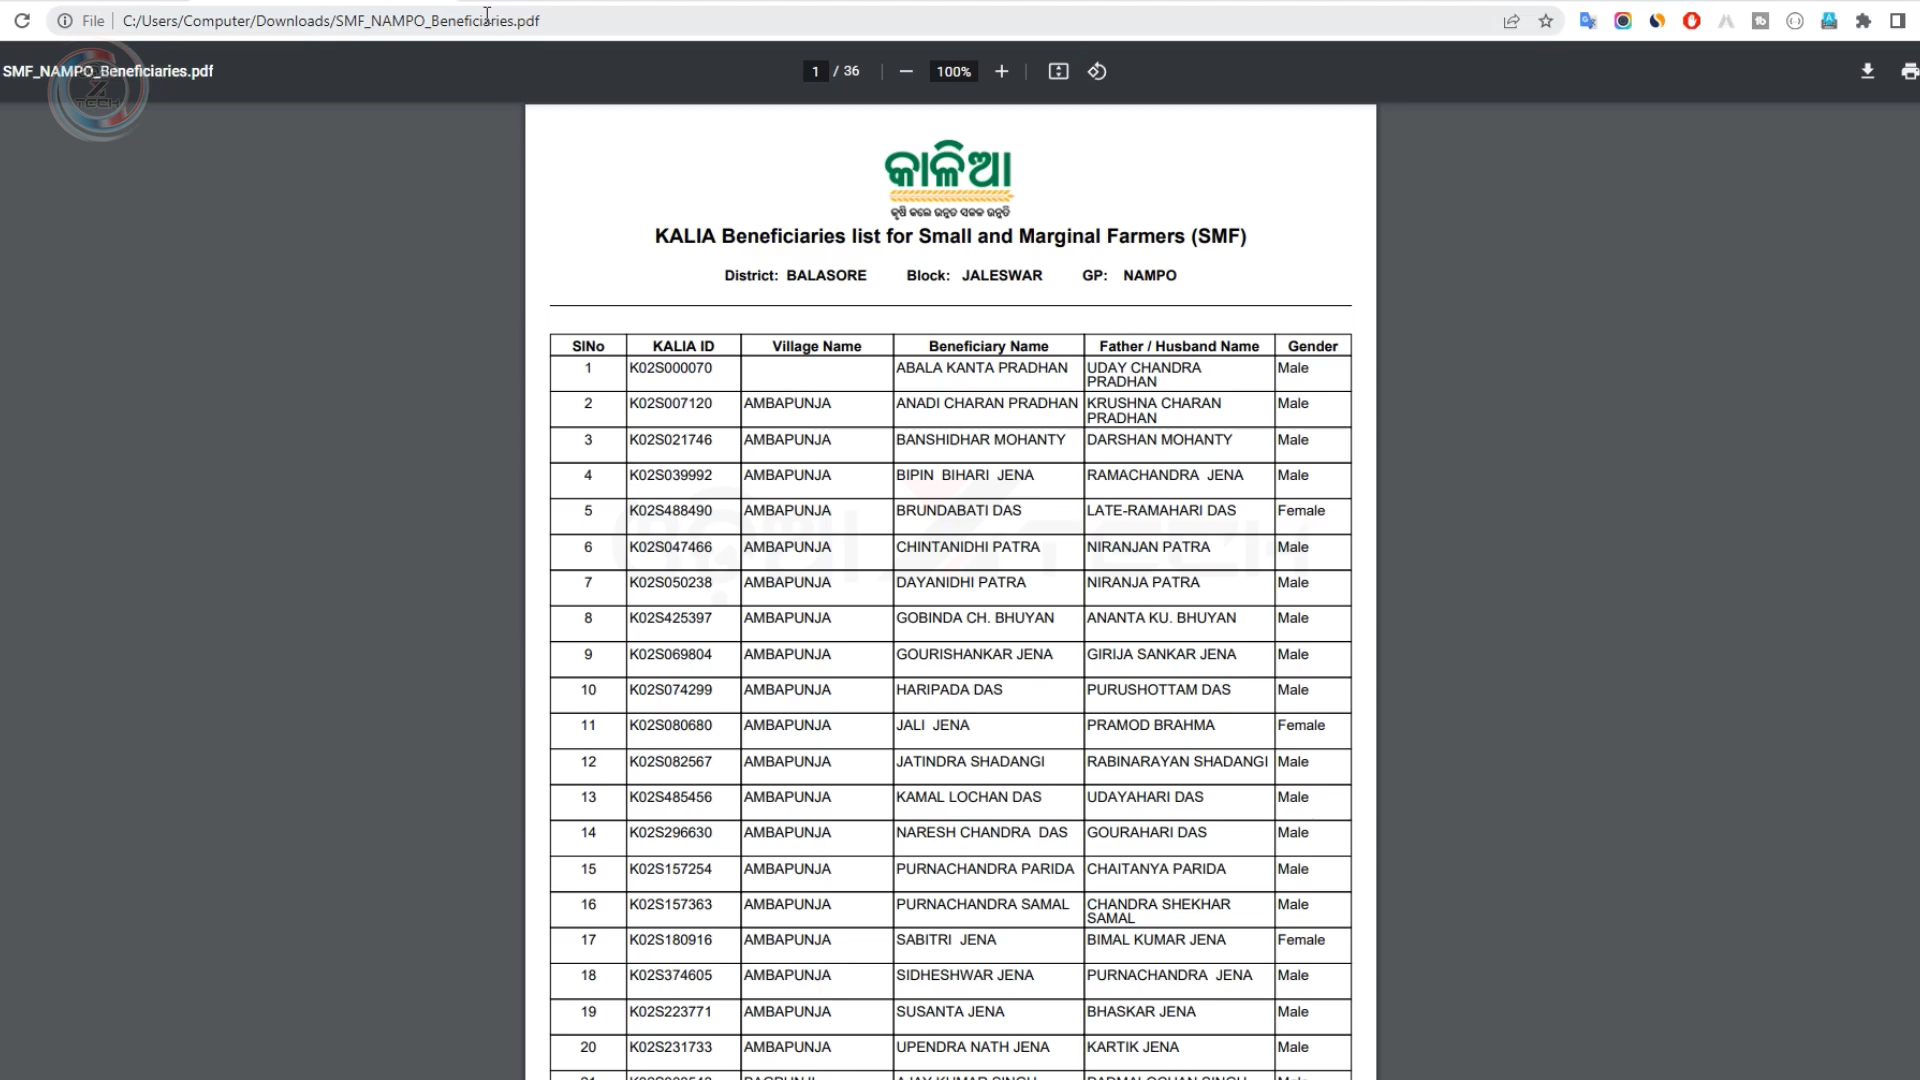 File C:/Users/Computer/Downloads/SMF_NAMPO_Beneficiaries.pdf
SMF_NAMPO_Beneficiaries.pdf 1 / 36 100%
TECH
କାଳିଆ
କୃଷି କଲେ ଉନ୍ନତ ସକଳ ଉନ୍ନତି
KALIA Beneficiaries list for Small and Marginal Farmers (SMF)
District: BALASORE Block: JALESWAR GP: NAMPO
SlNo KALIA ID Village Name Beneficiary Name Father / Husband Name Gender
1 K02S000070 ABALA KANTA PRADHAN UDAY CHANDRA PRADHAN Male
2 K02S007120 AMBAPUNJA ANADI CHARAN PRADHAN KRUSHNA CHARAN PRADHAN Male
3 K02S021746 AMBAPUNJA BANSHIDHAR MOHANTY DARSHAN MOHANTY Male
4 K02S039992 AMBAPUNJA BIPIN BIHARI JENA RAMACHANDRA JENA Male
5 K02S488490 AMBAPUNJA BRUNDABATI DAS LATE-RAMAHARI DAS Female
6 K02S047466 AMBAPUNJA CHINTANIDHI PATRA NIRANJAN PATRA Male
7 K02S050238 AMBAPUNJA DAYANIDHI PATRA NIRANJA PATRA Male
8 K02S425397 AMBAPUNJA GOBINDA CH. BHUYAN ANANTA KU. BHUYAN Male
9 K02S069804 AMBAPUNJA GOURISHANKAR JENA GIRIJA SANKAR JENA Male
10 K02S074299 AMBAPUNJA HARIPADA DAS PURUSHOTTAM DAS Male
11 K02S080680 AMBAPUNJA JALI JENA PRAMOD BRAHMA Female
12 K02S082567 AMBAPUNJA JATINDRA SHADANGI RABINARAYAN SHADANGI Male
13 K02S485456 AMBAPUNJA KAMAL LOCHAN DAS UDAYAHARI DAS Male
14 K02S296630 AMBAPUNJA NARESH CHANDRA DAS GOURAHARI DAS Male
15 K02S157254 AMBAPUNJA PURNACHANDRA PARIDA CHAITANYA PARIDA Male
16 K02S157363 AMBAPUNJA PURNACHANDRA SAMAL CHANDRA SHEKHAR SAMAL Male
17 K02S180916 AMBAPUNJA SABITRI JENA BIMAL KUMAR JENA Female
18 K02S374605 AMBAPUNJA SIDHESHWAR JENA PURNACHANDRA JENA Male
19 K02S223771 AMBAPUNJA SUSANTA JENA BHASKAR JENA Male
20 K02S231733 AMBAPUNJA UPENDRA NATH JENA KARTIK JENA Male